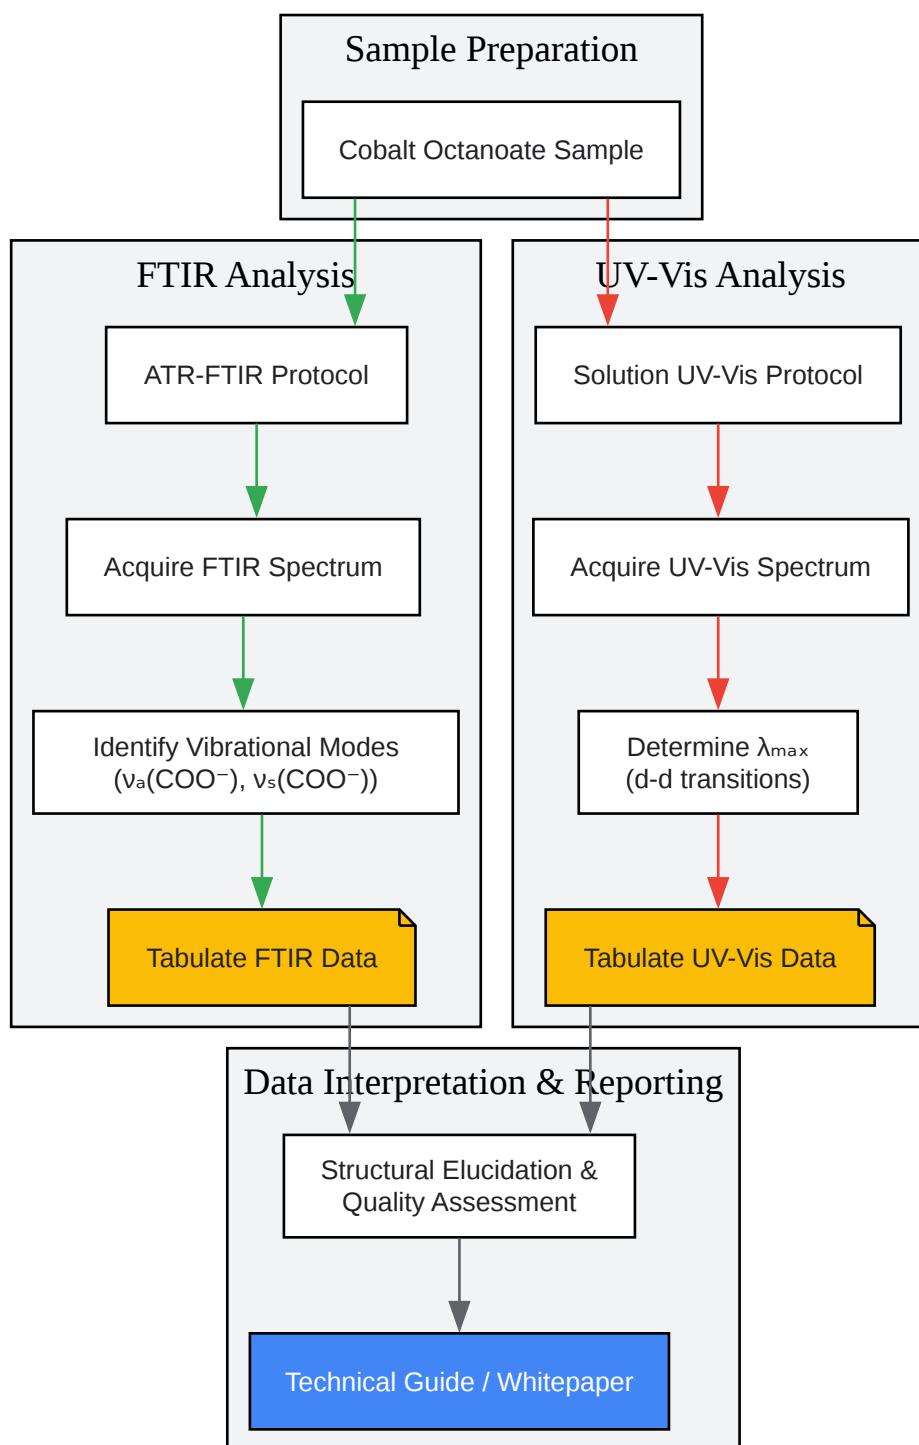 Sample Preparation
Cobalt Octanoate Sample
FTIR Analysis
ATR-FTIR Protocol
Acquire FTIR Spectrum
Identify Vibrational Modes
(νₐ(COO⁻), νₛ(COO⁻))
Tabulate FTIR Data
UV-Vis Analysis
Solution UV-Vis Protocol
Acquire UV-Vis Spectrum
Determine λₘₐₓ
(d-d transitions)
Tabulate UV-Vis Data
Data Interpretation & Reporting
Structural Elucidation &
Quality Assessment
Technical Guide / Whitepaper